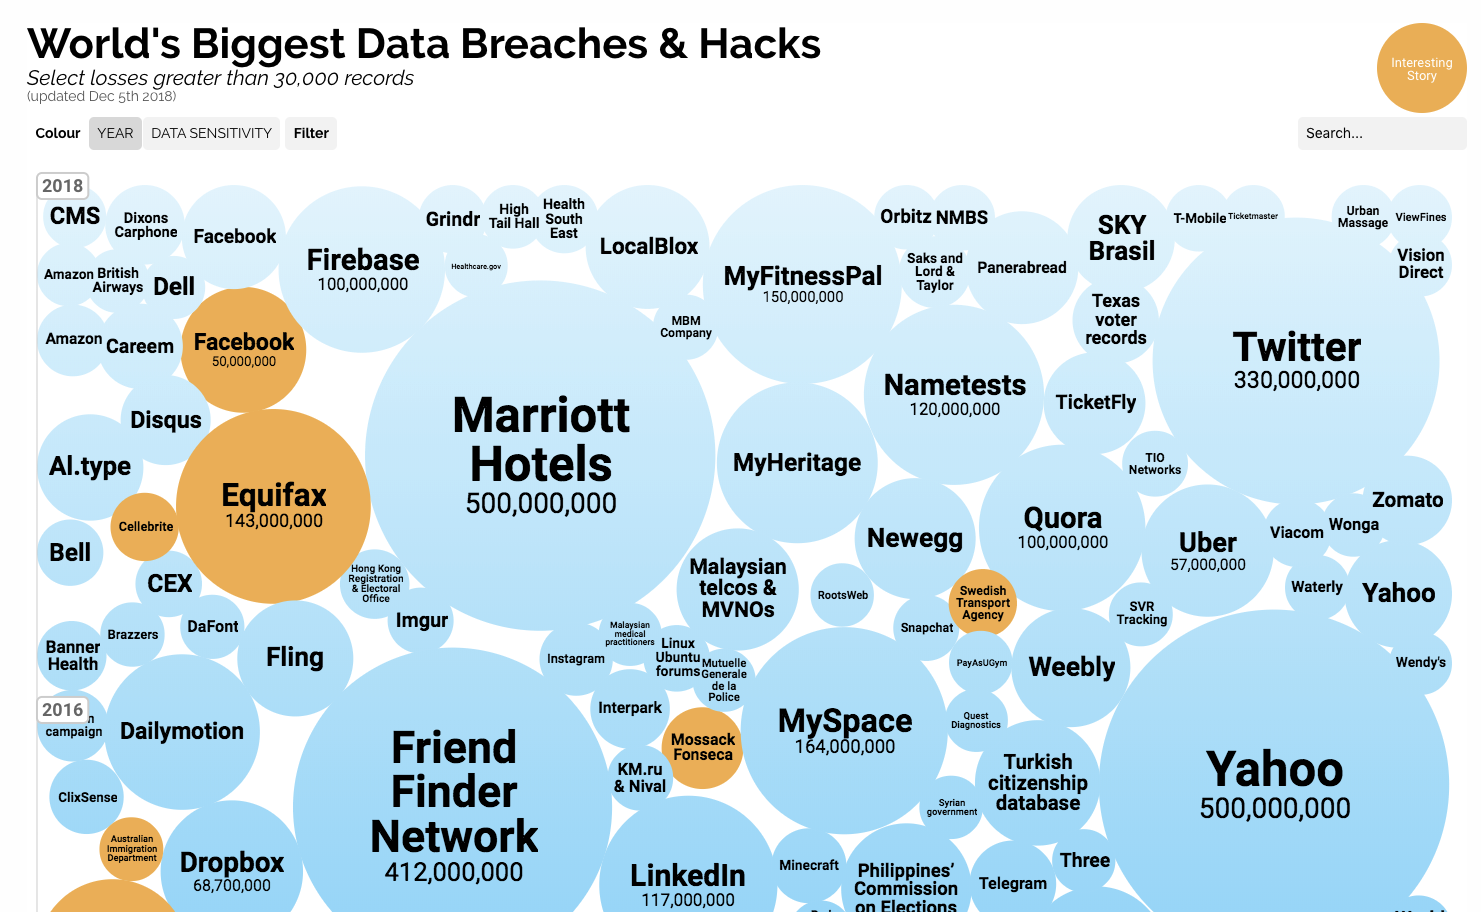 World's Biggest Data Breaches & Hacks
Select losses greater than 30,000 records
(updated Dec 5th 2018)
Interesting
Story
Colour
YEAR
DATA SENSITIVITY
Filter
Search...
2018
CMS
Dixons
Carphone
Facebook
Firebase
100,000,000
Grindr
High
Tail Hall
Health
South
East
Healthcare.gov
LocalBlox
MyFitnessPal
150,000,000
Orbitz
NMBS
Saks and
Lord &
Taylor
Panerabread
SKY
Brasil
T-Mobile
Ticketmaster
Urban
Massage
ViewFines
Vision
Direct
Amazon
British
Airways
Dell
Amazon
Careem
Facebook
50,000,000
MBM
Company
Texas
voter
records
Twitter
330,000,000
Marriott
Hotels
500,000,000
Nametests
120,000,000
TicketFly
Disqus
Al.type
Equifax
143,000,000
MyHeritage
TIO
Networks
Zomato
Cellebrite
Bell
CEX
Newegg
Quora
100,000,000
Uber
57,000,000
Viacom
Wonga
Hong Kong
Registration
& Electoral
Office
Imgur
Malaysian
telcos &
MVNOs
RootsWeb
Swedish
Transport
Agency
SVR
Tracking
Waterly
Yahoo
Banner
Health
Brazzers
DaFont
Fling
Instagram
Malaysian
medical
practitioners
Linux
Ubuntu
forums
Mutuelle
Generale
de la
Police
Snapchat
PayAsUGym
Weebly
Wendy's
2016
campaign
Dailymotion
Friend
Finder
Network
412,000,000
Interpark
Mossack
Fonseca
MySpace
164,000,000
Quest
Diagnostics
Turkish
citizenship
database
Yahoo
500,000,000
KM.ru
& Nival
ClixSense
Syrian
government
Australian
Immigration
Department
Dropbox
68,700,000
LinkedIn
117,000,000
Minecraft
Philippines'
Commission
on Elections
Telegram
Three